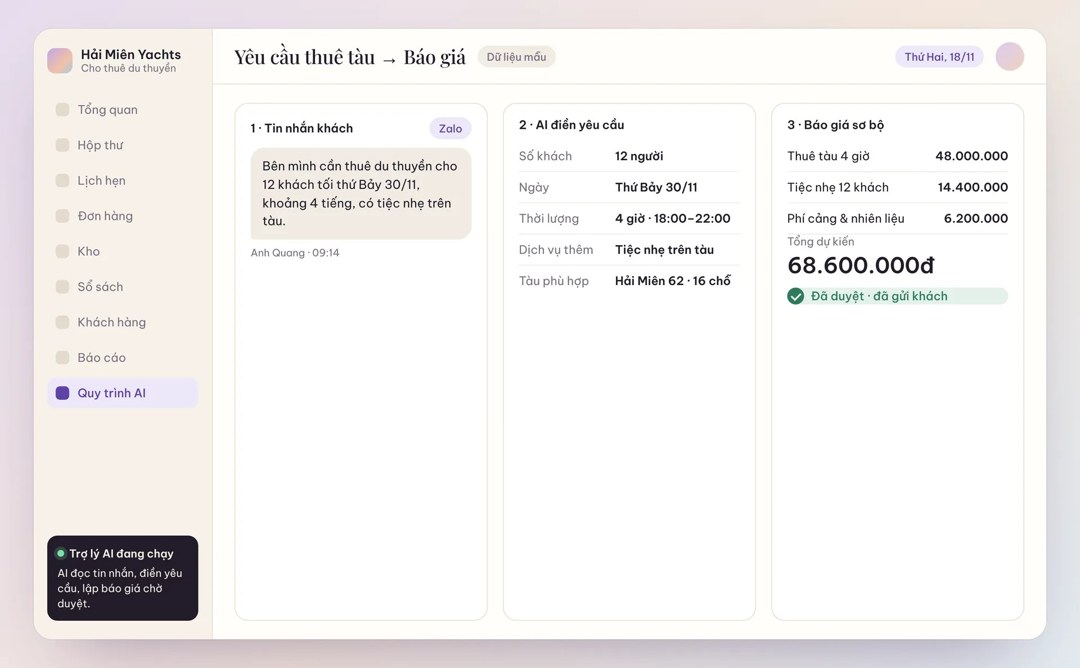 Hải Miên Yachts
Cho thuê du thuyền
Tổng quan
Hộp thư
Lịch hẹn
Đơn hàng
Kho
Sổ sách
Khách hàng
Báo cáo
Quy trình AI
Trợ lý AI đang chạy
AI đọc tin nhắn, điền yêu
cầu, lập báo giá chờ
duyệt.
Yêu cầu thuê tàu → Báo giá
Dữ liệu mẫu
Thứ Hai, 18/11
1 · Tin nhắn khách
Zalo
Bên mình cần thuê du thuyền cho
12 khách tối thứ Bảy 30/11,
khoảng 4 tiếng, có tiệc nhẹ trên
tàu.
Anh Quang · 09:14
2 · AI điền yêu cầu
Số khách 12 người
Ngày Thứ Bảy 30/11
Thời lượng 4 giờ · 18:00–22:00
Dịch vụ thêm Tiệc nhẹ trên tàu
Tàu phù hợp Hải Miên 62 · 16 chỗ
3 · Báo giá sơ bộ
Thuê tàu 4 giờ 48.000.000
Tiệc nhẹ 12 khách 14.400.000
Phí cảng & nhiên liệu 6.200.000
Tổng dự kiến
68.600.000đ
Đã duyệt · đã gửi khách